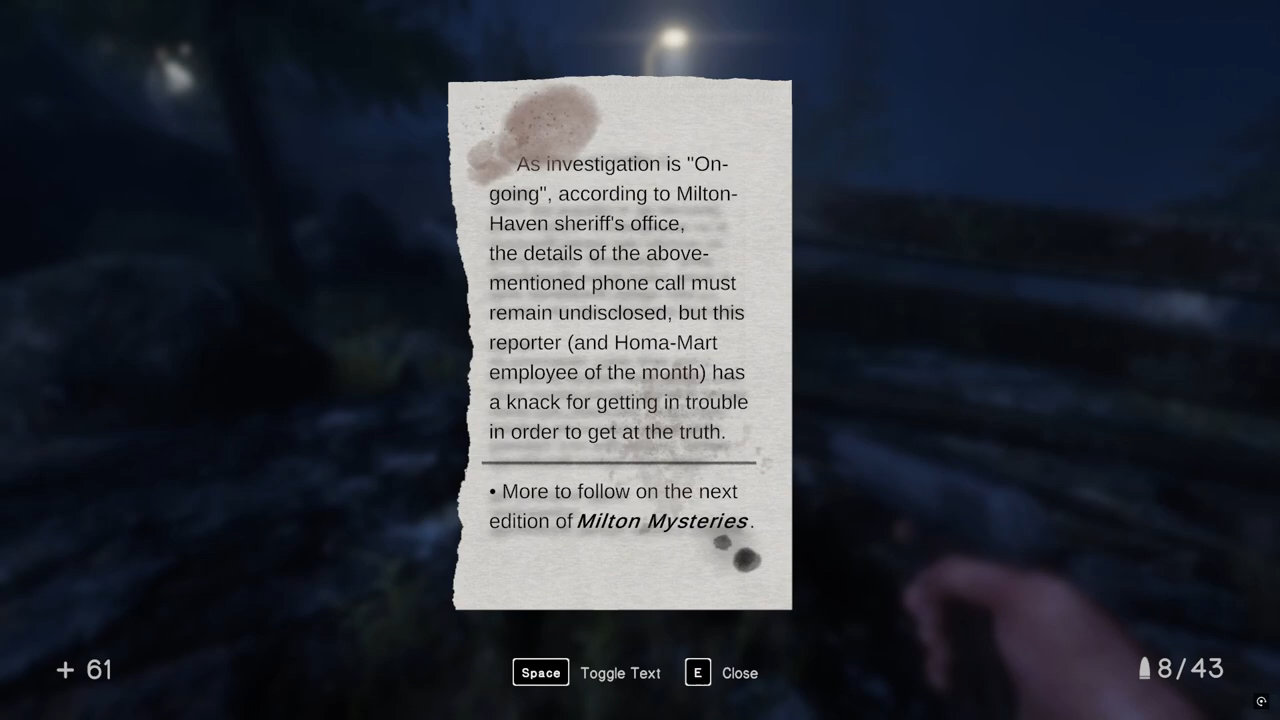 As investigation is "On-
going", according to Milton-
Haven sheriff's office,
the details of the above-
mentioned phone call must
remain undisclosed, but this
reporter (and Homa-Mart
employee of the month) has
a knack for getting in trouble
in order to get at the truth.
• More to follow on the next
edition of Milton Mysteries.
+ 61
Space Toggle Text E Close
8/43